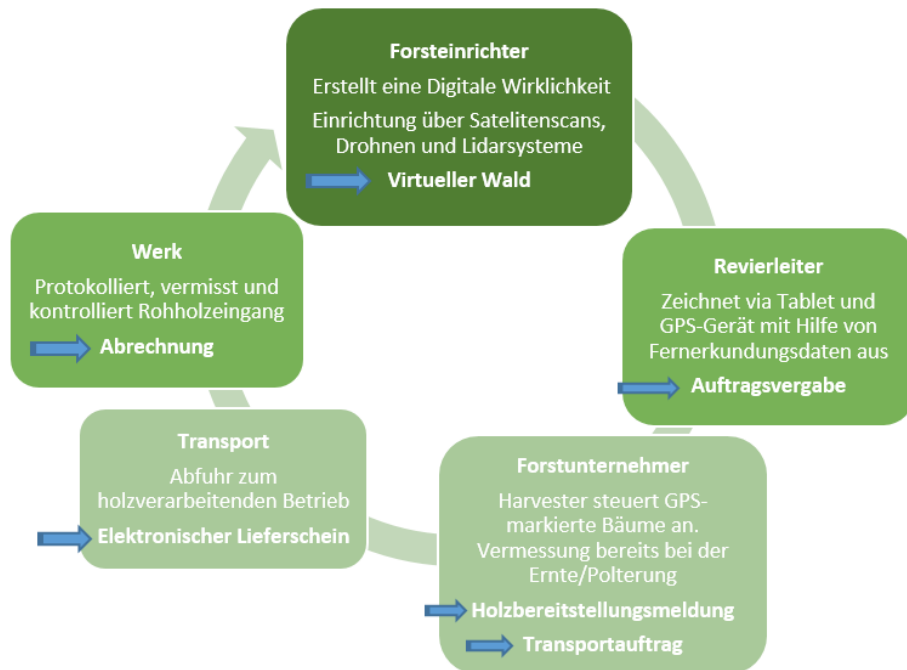 Forsteinrichter
Erstellt eine Digitale Wirklichkeit
Einrichtung über Satelitenscans,
Drohnen und Lidarsysteme
Virtueller Wald
Revierleiter
Zeichnet via Tablet und
GPS-Gerät mit Hilfe von
Fernerkundungsdaten aus
Auftragsvergabe
Forstunternehmer
Harvester steuert GPS-
markierte Bäume an.
Vermessung bereits bei der
Ernte/Polterung
Holzbereitstellungsmeldung
Transportauftrag
Transport
Abfuhr zum
holzverarbeitenden Betrieb
Elektronischer Lieferschein
Werk
Protokolliert, vermisst und
kontrolliert Rohholzeingang
Abrechnung